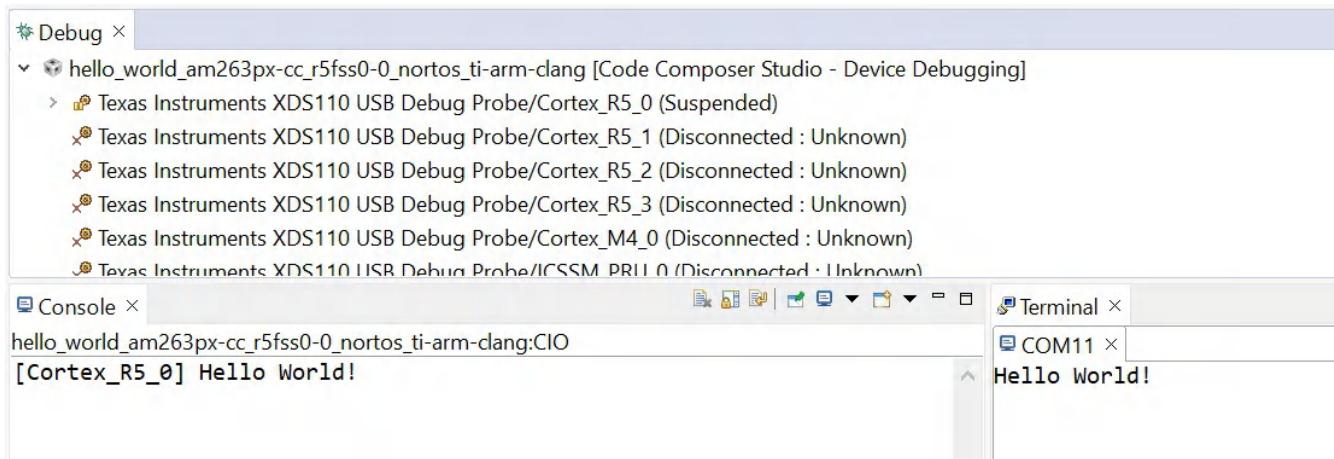 Debug
hello_world_am263px-cc_r5fss0-0_nortos_ti-arm-clang [Code Composer Studio - Device Debugging]
Texas Instruments XDS110 USB Debug Probe/Cortex_R5_0 (Suspended)
Texas Instruments XDS110 USB Debug Probe/Cortex_R5_1 (Disconnected : Unknown)
Texas Instruments XDS110 USB Debug Probe/Cortex_R5_2 (Disconnected : Unknown)
Texas Instruments XDS110 USB Debug Probe/Cortex_R5_3 (Disconnected : Unknown)
Texas Instruments XDS110 USB Debug Probe/Cortex_M4_0 (Disconnected : Unknown)
Texas Instruments XDS110 USB Debug Probe/ICSSM_PRU_0 (Disconnected : Unknown)
Console
hello_world_am263px-cc_r5fss0-0_nortos_ti-arm-clang:CIO
[Cortex_R5_0] Hello World!
Terminal
COM11
Hello World!